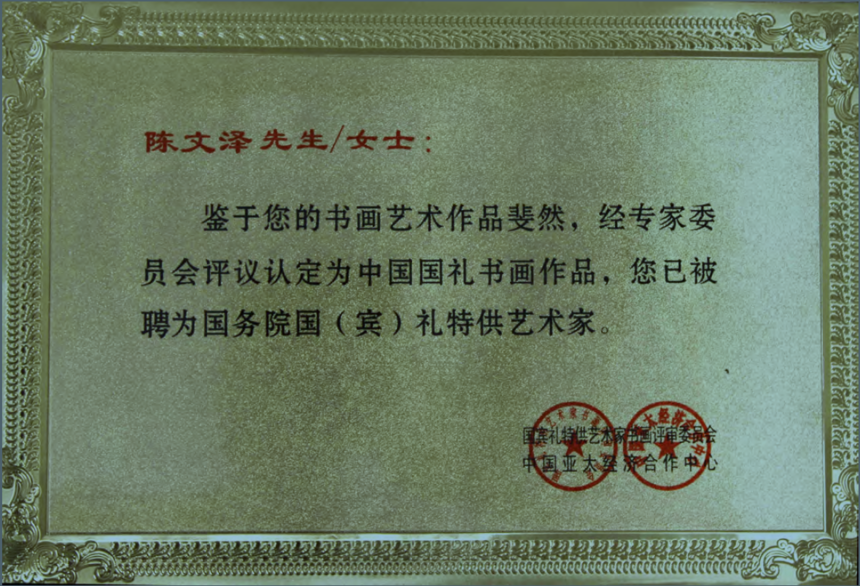 陈文泽 先生/女士：
鉴于您的书画艺术作品斐然，经专家委
员会评议认定为中国国礼书画作品，您已被
聘为国务院国（宾）礼特供艺术家。
国宾礼特供艺术家书画评审委员会
中国亚太经济合作中心